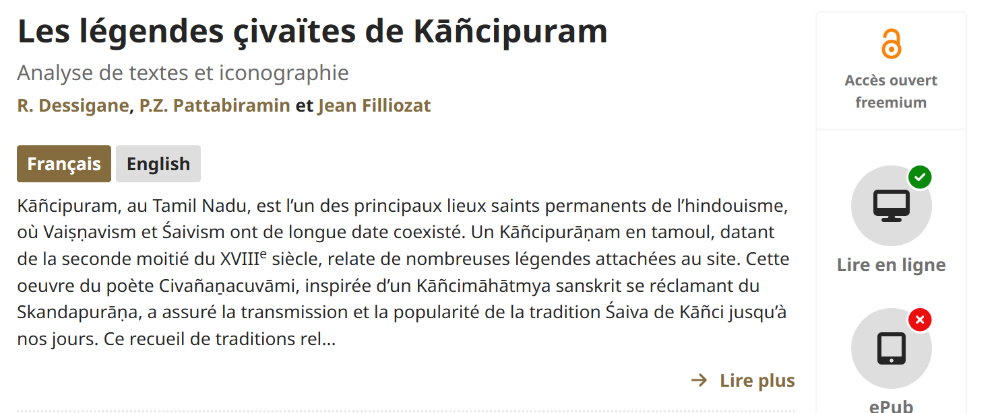 Les légendes çivaïtes de Kāñcipuram
Analyse de textes et iconographie
R. Dessigane, P.Z. Pattabiramin et Jean Filliozat
Français English
Kāñcipuram, au Tamil Nadu, est l’un des principaux lieux saints permanents de l’hindouisme,
où Vaiṣṇavism et Śaivism ont de longue date coexisté. Un Kāñcipurāṇam en tamoul, datant
de la seconde moitié du XVIIIe siècle, relate de nombreuses légendes attachées au site. Cette
oeuvre du poète Civañaṉacuvāmi, inspirée d’un Kāñcimāhātmya sanskrit se réclamant du
Skandapurāṇa, a assuré la transmission et la popularité de la tradition Śaiva de Kāñci jusqu’à
nos jours. Ce recueil de traditions rel...
→ Lire plus
Accès ouvert
freemium
Lire en ligne
ePub